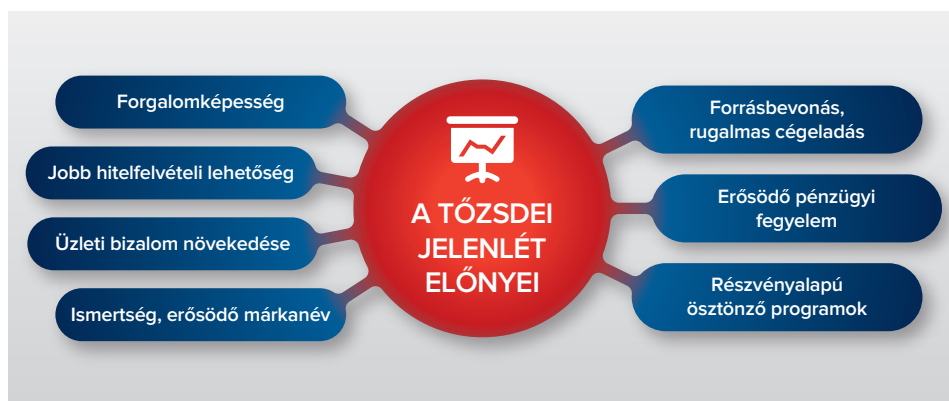 Forgalomképesség
Jobb hitelfelvételi lehetőség
Üzleti bizalom növekedése
Ismertség, erősödő márkanév
A TŐZSDEI
JELENLÉT
ELŐNYEI
Forrásbevonás,
rugalmas cégeladás
Erősödő pénzügyi
fegyelem
Részvényalapú
ösztönző programok